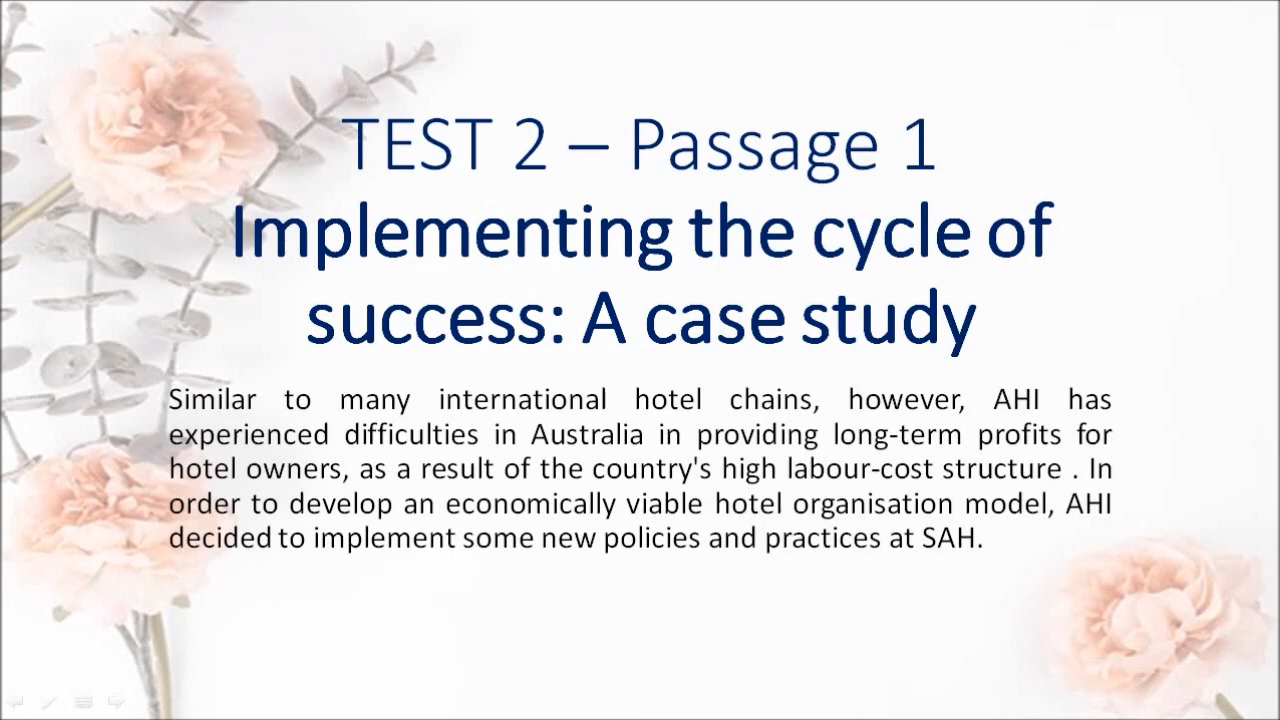 TEST 2 – Passage 1
Implementing the cycle of
success: A case study
Similar to many international hotel chains, however, AHI has
experienced difficulties in Australia in providing long-term profits for
hotel owners, as a result of the country's high labour-cost structure . In
order to develop an economically viable hotel organisation model, AHI
decided to implement some new policies and practices at SAH.